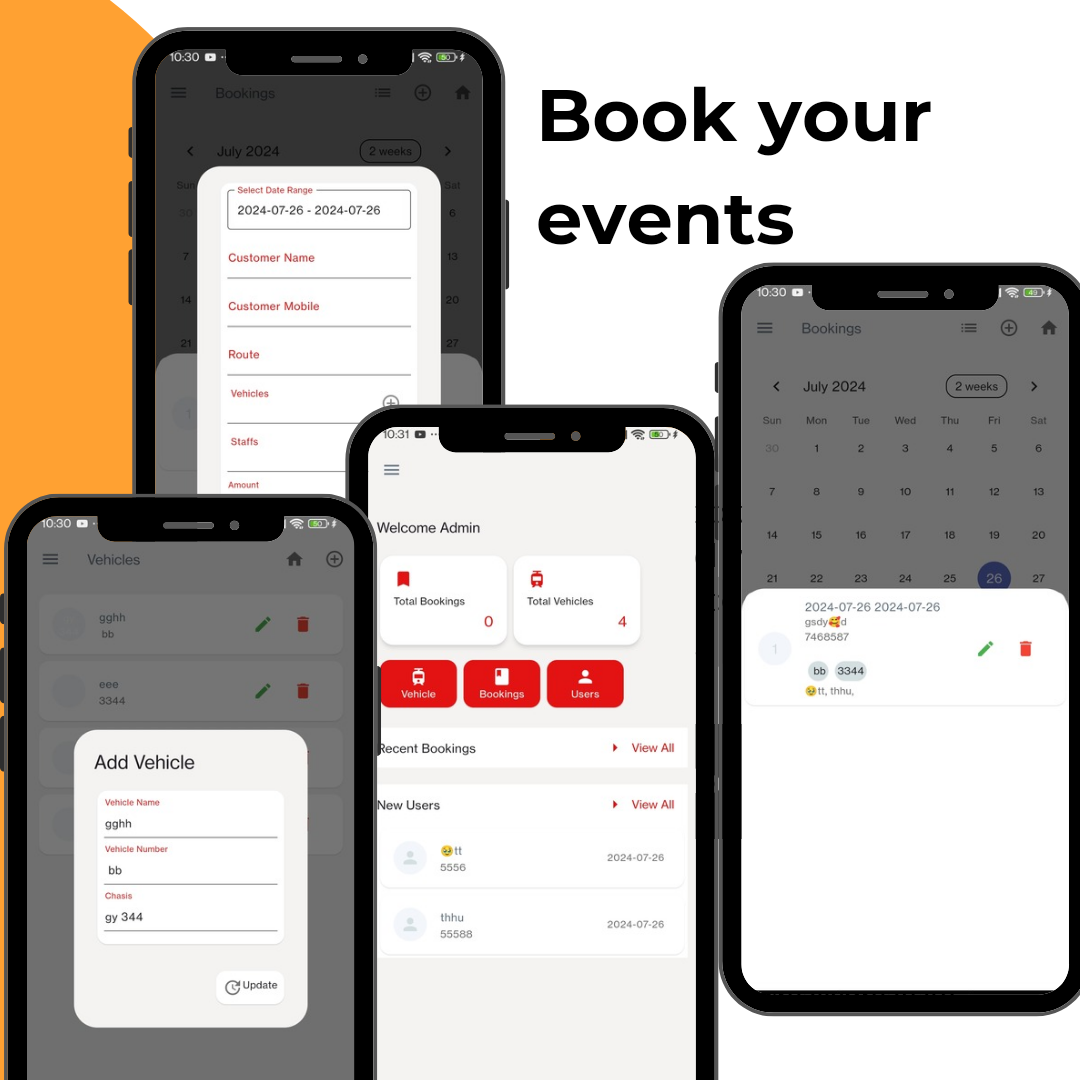 Book your
events
10:30
Bookings
July 2024
2 weeks
Sun
Sat
30
6
7
13
14
20
21
27
1
Select Date Range
2024-07-26 - 2024-07-26
Customer Name
Customer Mobile
Route
Vehicles
Staffs
Amount
10:30
49
Bookings
July 2024
2 weeks
Sun Mon Tue Wed Thu Fri Sat
30 1 2 3 4 5 6
7 8 9 10 11 12 13
14 15 16 17 18 19 20
21 22 23 24 25 26 27
2024-07-26 2024-07-26
gsdy🥰d
7468587
1
bb 3344
🥹tt, thhu,
10:31
Welcome Admin
Total Bookings
0
Total Vehicles
4
Vehicle
Bookings
Users
Recent Bookings
View All
New Users
View All
🥹tt
5556
2024-07-26
thhu
55588
2024-07-26
10:30
Vehicles
gghh
bb
eee
3344
Add Vehicle
Vehicle Name
gghh
Vehicle Number
bb
Chasis
gy 344
Update